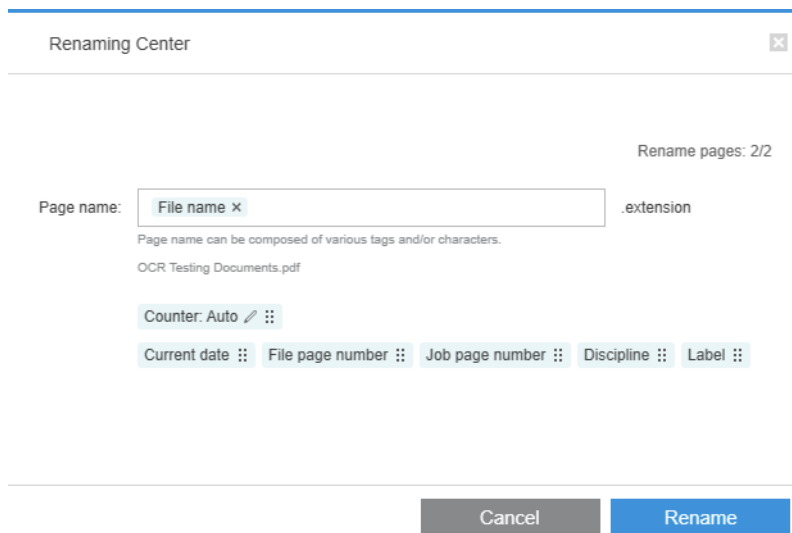 Renaming Center
Rename pages: 2/2
Page name: File name × .extension
Page name can be composed of various tags and/or characters.
OCR Testing Documents.pdf
Counter: Auto
Current date File page number Job page number Discipline Label
Cancel Rename